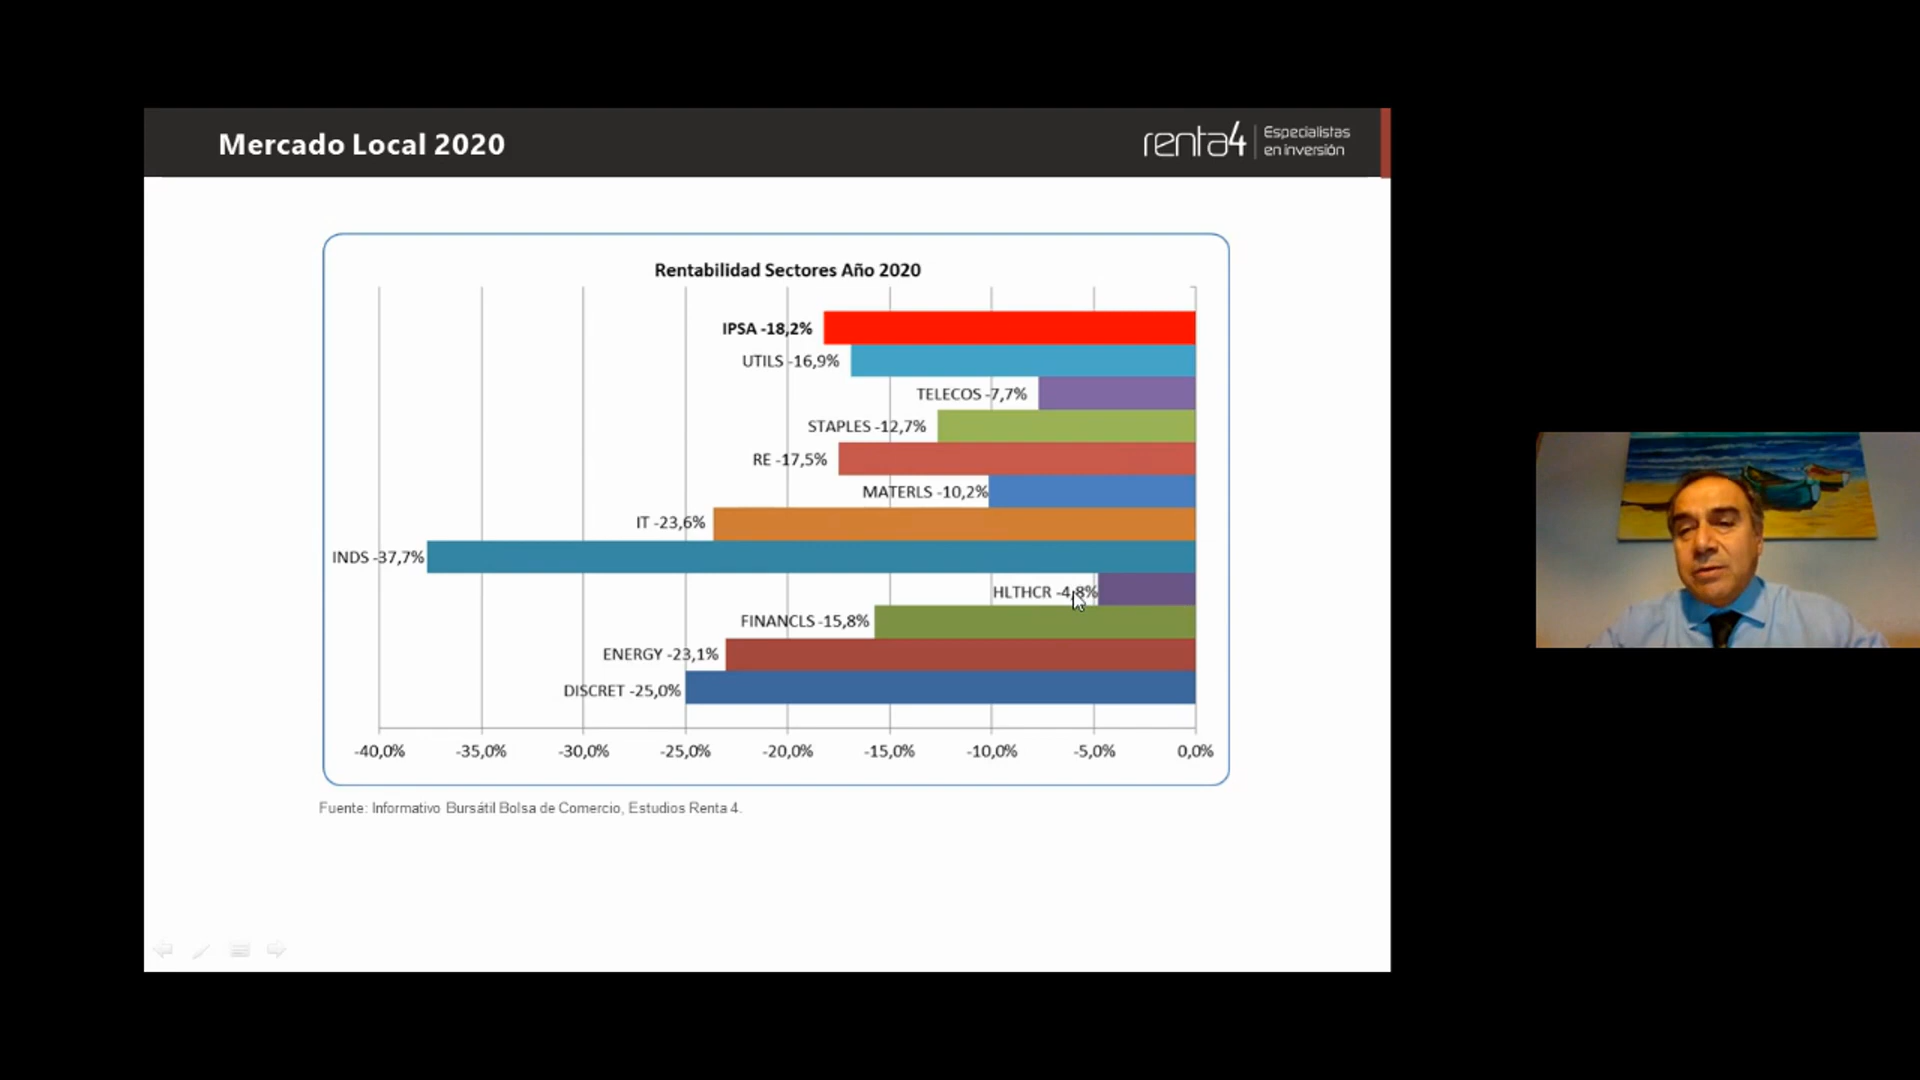 Mercado Local 2020
renta4 Especialistas
en inversión
Rentabilidad Sectores Año 2020
IPSA -18,2%
UTILS -16,9%
TELECOS -7,7%
STAPLES -12,7%
RE -17,5%
MATERLS -10,2%
IT -23,6%
INDS -37,7%
HLTHCR -4,8%
FINANCLS -15,8%
ENERGY -23,1%
DISCRET -25,0%
-40,0% -35,0% -30,0% -25,0% -20,0% -15,0% -10,0% -5,0% 0,0%
Fuente: Informativo Bursátil Bolsa de Comercio, Estudios Renta 4.